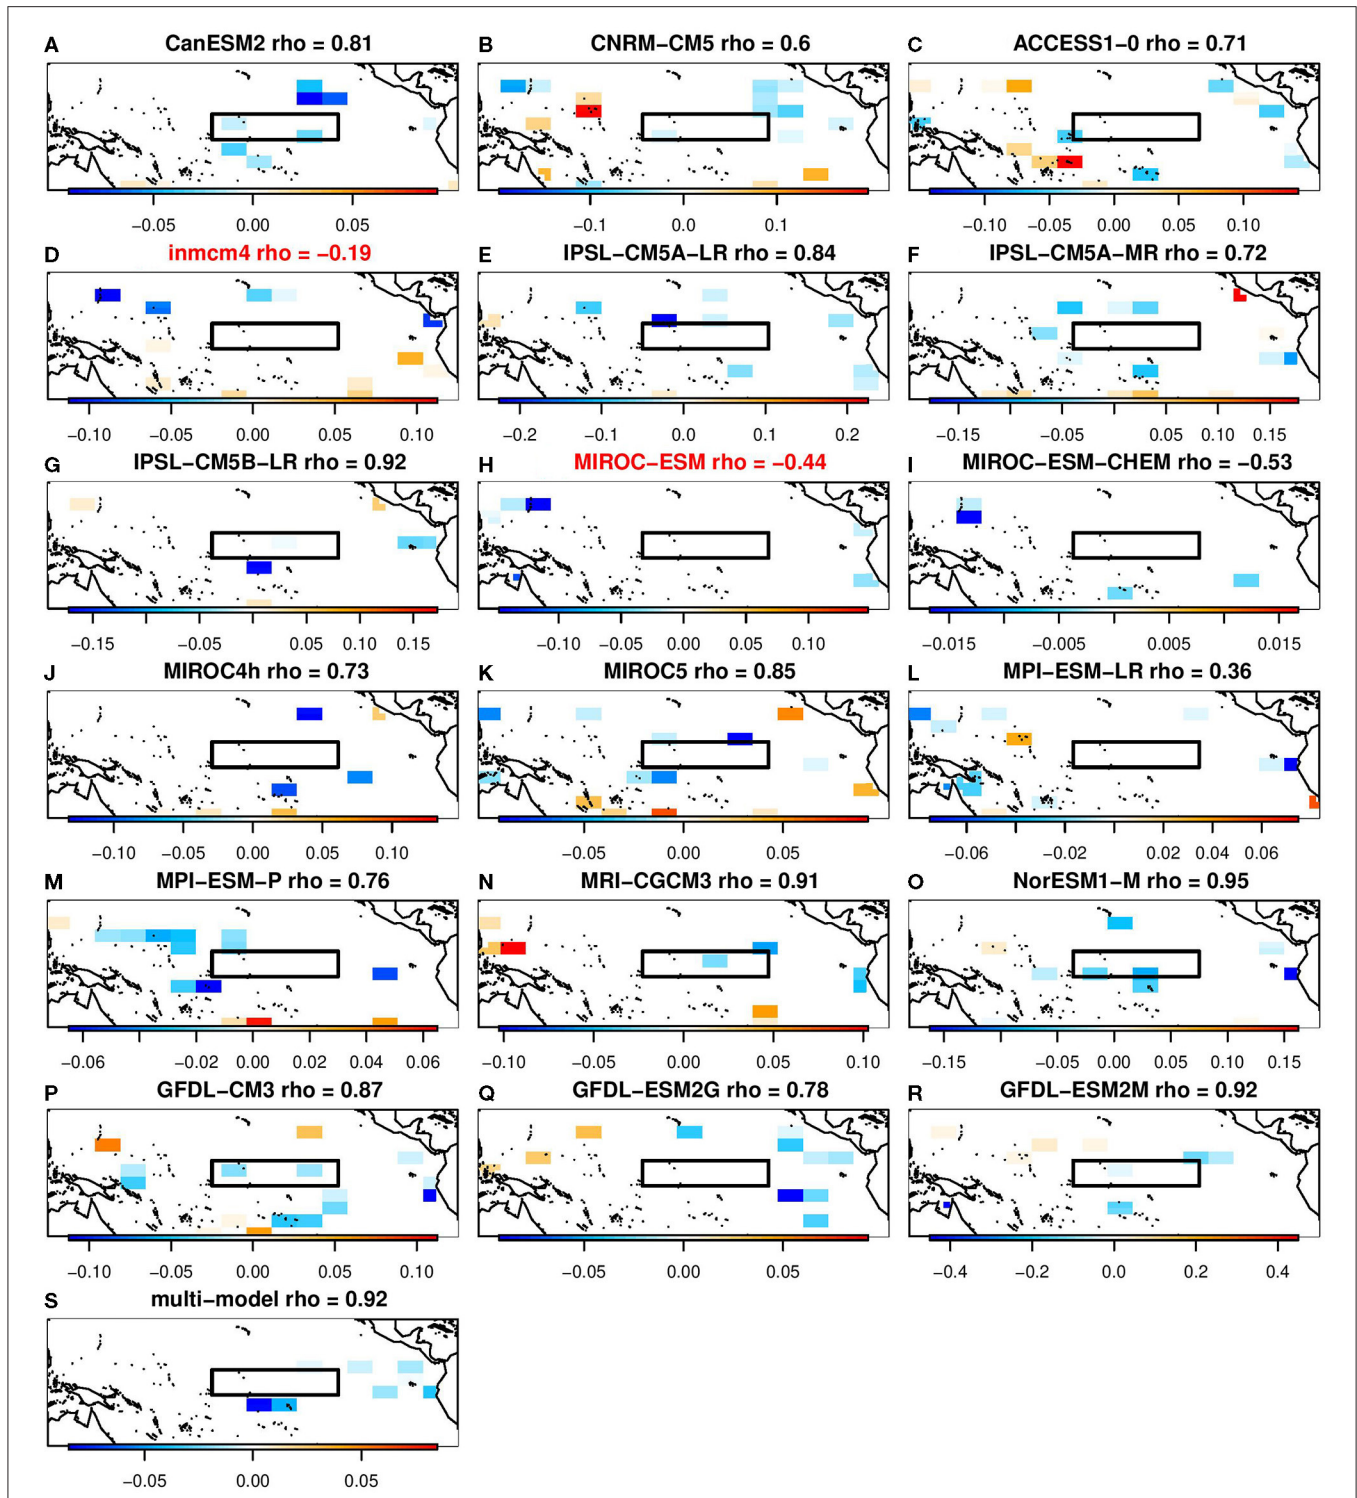 A CanESM2 rho = 0.81
B CNRM−CM5 rho = 0.6
C ACCESS1−0 rho = 0.71
−0.05 0.00 0.05
−0.1 0.0 0.1
−0.10 −0.05 0.00 0.05 0.10
D inmcm4 rho = −0.19
E IPSL−CM5A−LR rho = 0.84
F IPSL−CM5A−MR rho = 0.72
−0.10 −0.05 0.00 0.05 0.10
−0.2 −0.1 0.0 0.1 0.2
−0.15 −0.05 0.05 0.10 0.15
G IPSL−CM5B−LR rho = 0.92
H MIROC−ESM rho = −0.44
I MIROC−ESM−CHEM rho = −0.53
−0.15 −0.05 0.05 0.10 0.15
−0.10 −0.05 0.00 0.05 0.10
−0.015 −0.005 0.005 0.015
J MIROC4h rho = 0.73
K MIROC5 rho = 0.85
L MPI−ESM−LR rho = 0.36
−0.10 −0.05 0.00 0.05 0.10
−0.05 0.00 0.05
−0.06 −0.02 0.02 0.04 0.06
M MPI−ESM−P rho = 0.76
N MRI−CGCM3 rho = 0.91
O NorESM1−M rho = 0.95
−0.06 −0.02 0.00 0.02 0.04 0.06
−0.10 −0.05 0.00 0.05 0.10
−0.15 −0.05 0.05 0.10 0.15
P GFDL−CM3 rho = 0.87
Q GFDL−ESM2G rho = 0.78
R GFDL−ESM2M rho = 0.92
−0.10 −0.05 0.00 0.05 0.10
−0.05 0.00 0.05
−0.4 −0.2 0.0 0.2 0.4
S multi−model rho = 0.92
−0.05 0.00 0.05